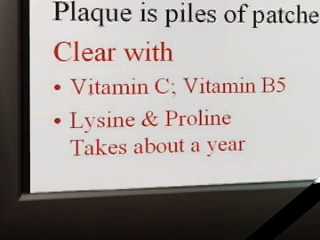 Plaque is piles of patche
Clear with
• Vitamin C; Vitamin B5
• Lysine & Proline
Takes about a year